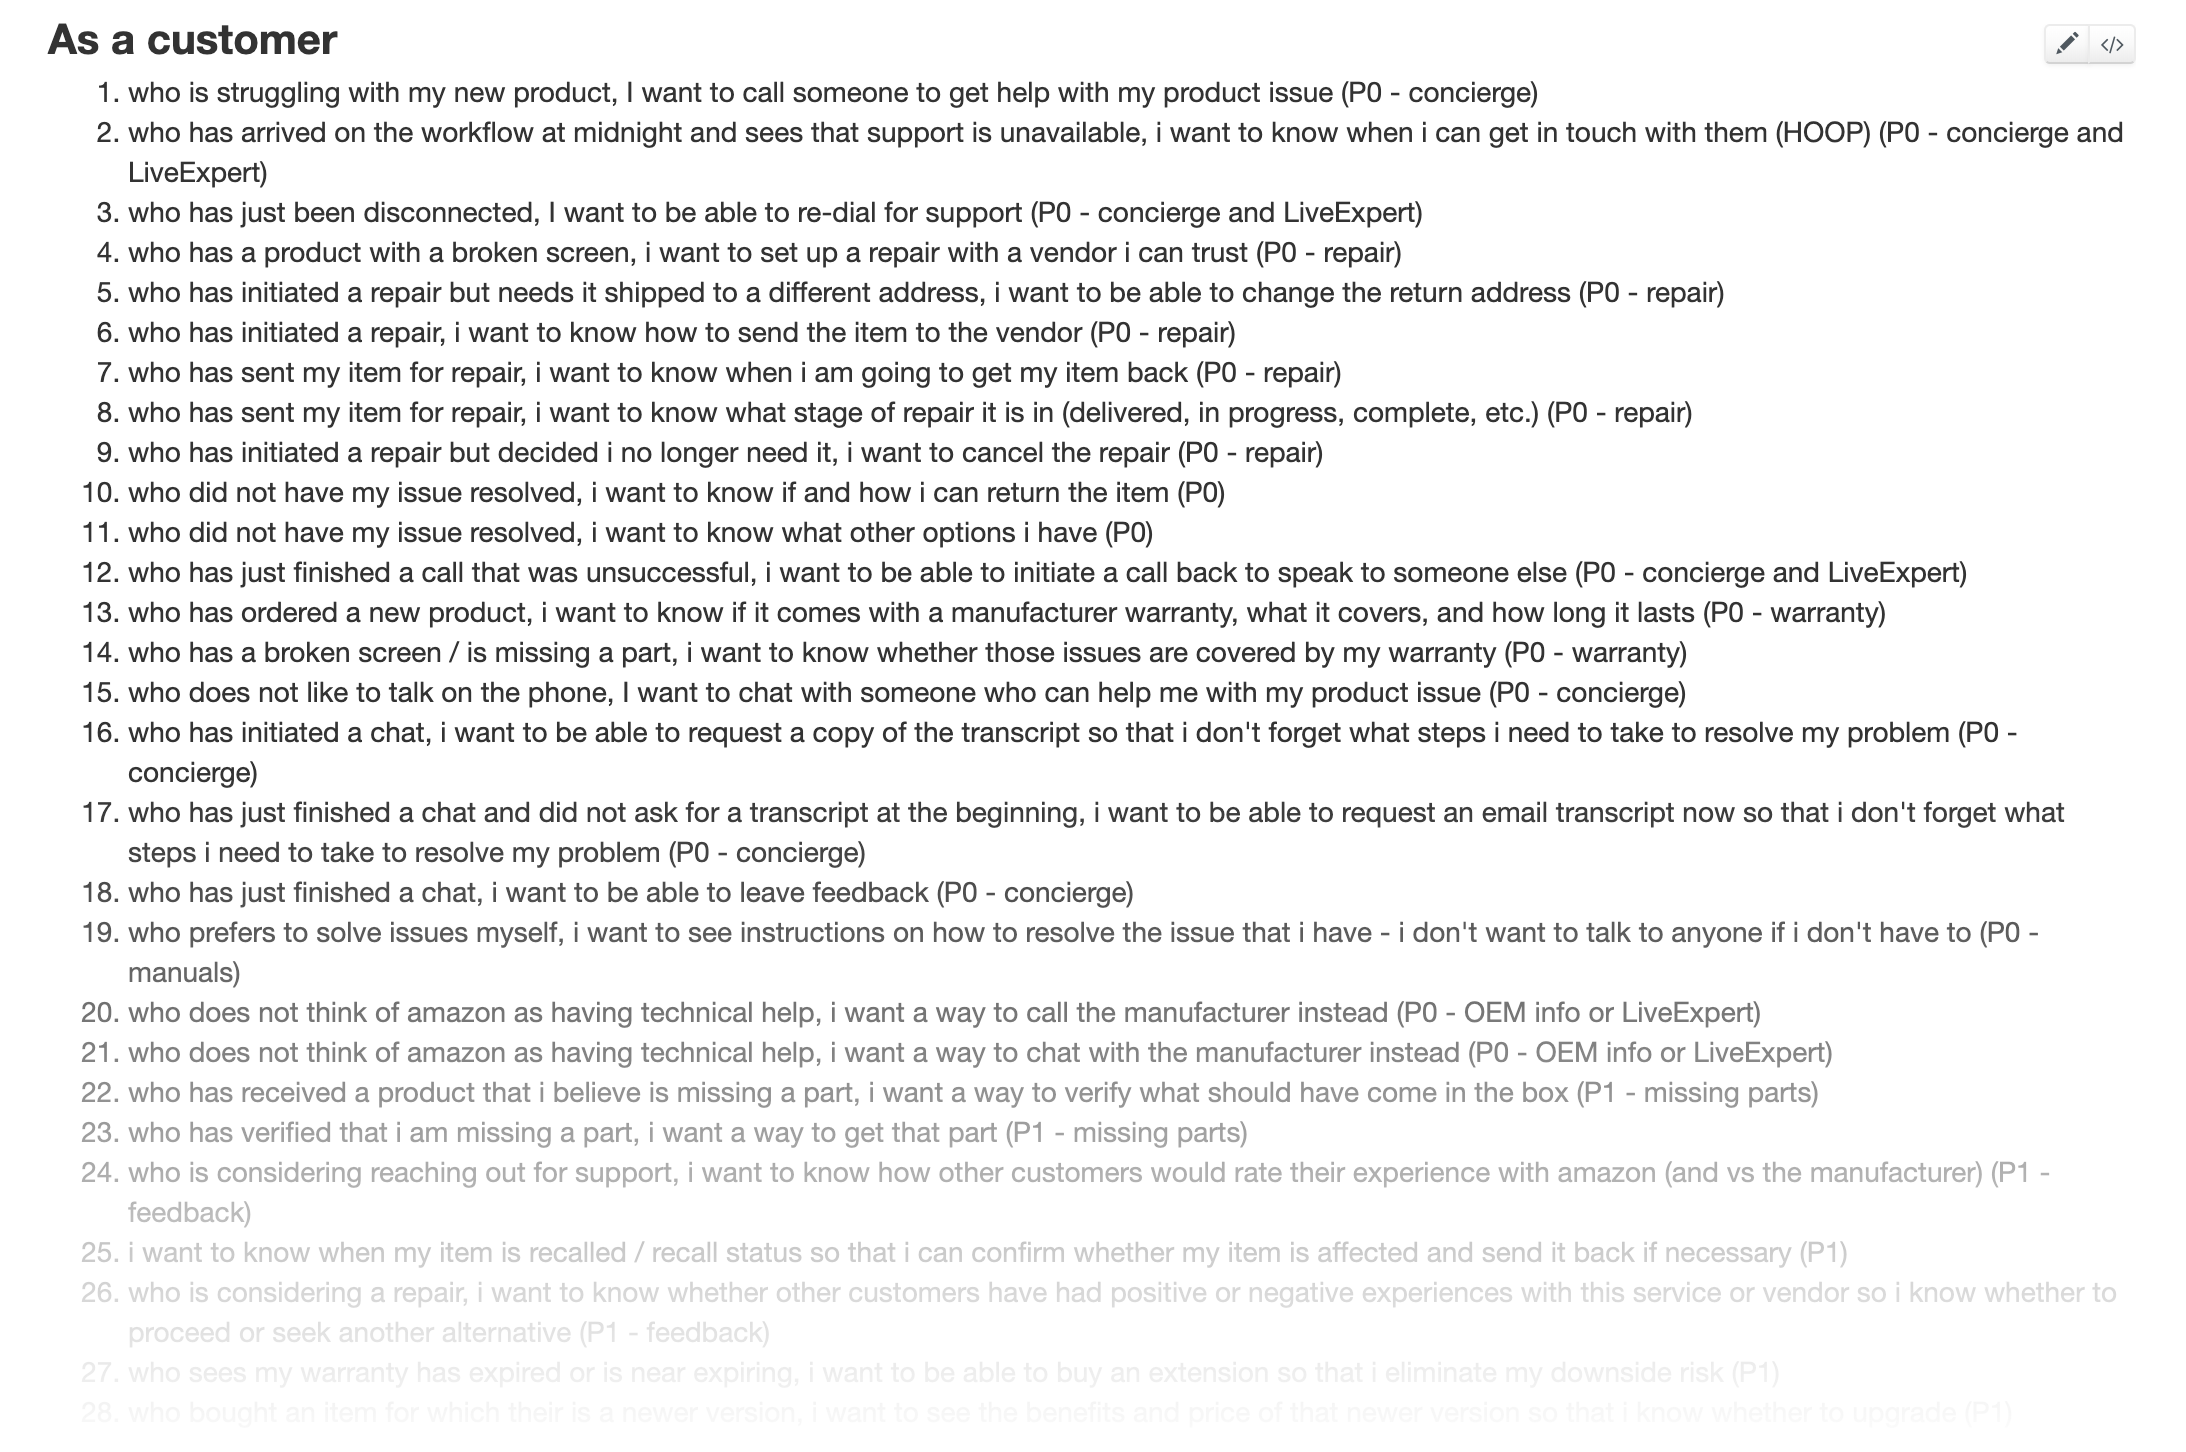 As a customer
</>
1. who is struggling with my new product, I want to call someone to get help with my product issue (P0 - concierge)
2. who has arrived on the workflow at midnight and sees that support is unavailable, i want to know when i can get in touch with them (HOOP) (P0 - concierge and
LiveExpert)
3. who has just been disconnected, I want to be able to re-dial for support (P0 - concierge and LiveExpert)
4. who has a product with a broken screen, i want to set up a repair with a vendor i can trust (P0 - repair)
5. who has initiated a repair but needs it shipped to a different address, i want to be able to change the return address (P0 - repair)
6. who has initiated a repair, i want to know how to send the item to the vendor (P0 - repair)
7. who has sent my item for repair, i want to know when i am going to get my item back (P0 - repair)
8. who has sent my item for repair, i want to know what stage of repair it is in (delivered, in progress, complete, etc.) (P0 - repair)
9. who has initiated a repair but decided i no longer need it, i want to cancel the repair (P0 - repair)
10. who did not have my issue resolved, i want to know if and how i can return the item (P0)
11. who did not have my issue resolved, i want to know what other options i have (P0)
12. who has just finished a call that was unsuccessful, i want to be able to initiate a call back to speak to someone else (P0 - concierge and LiveExpert)
13. who has ordered a new product, i want to know if it comes with a manufacturer warranty, what it covers, and how long it lasts (P0 - warranty)
14. who has a broken screen / is missing a part, i want to know whether those issues are covered by my warranty (P0 - warranty)
15. who does not like to talk on the phone, I want to chat with someone who can help me with my product issue (P0 - concierge)
16. who has initiated a chat, i want to be able to request a copy of the transcript so that i don't forget what steps i need to take to resolve my problem (P0 -
concierge)
17. who has just finished a chat and did not ask for a transcript at the beginning, i want to be able to request an email transcript now so that i don't forget what
steps i need to take to resolve my problem (P0 - concierge)
18. who has just finished a chat, i want to be able to leave feedback (P0 - concierge)
19. who prefers to solve issues myself, i want to see instructions on how to resolve the issue that i have - i don't want to talk to anyone if i don't have to (P0 -
manuals)
20. who does not think of amazon as having technical help, i want a way to call the manufacturer instead (P0 - OEM info or LiveExpert)
21. who does not think of amazon as having technical help, i want a way to chat with the manufacturer instead (P0 - OEM info or LiveExpert)
22. who has received a product that i believe is missing a part, i want a way to verify what should have come in the box (P1 - missing parts)
23. who has verified that i am missing a part, i want a way to get that part (P1 - missing parts)
24. who is considering reaching out for support, i want to know how other customers would rate their experience with amazon (and vs the manufacturer) (P1 -
feedback)
25. i want to know when my item is recalled / recall status so that i can confirm whether my item is affected and send it back if necessary (P1)
26. who is considering a repair, i want to know whether other customers have had positive or negative experiences with this service or vendor so i know whether to
proceed or seek another alternative (P1 - feedback)
27. who sees my warranty has expired or is near expiring, i want to be able to buy an extension so that i eliminate my downside risk (P1)
28. who bought an item for which their is a newer version, i want to see the benefits and price of that newer version so that i know whether to upgrade (P1)